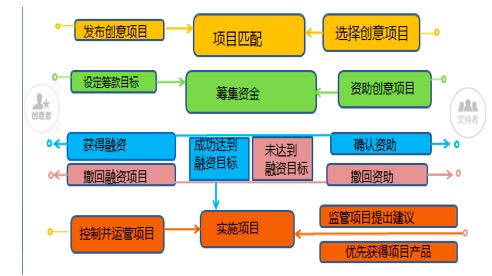 发布创意项目
项目匹配
选择创意项目
设定筹款目标
筹集资金
资助创意项目
创意者
支持者
获得融资
成功达到
融资目标
未达到
融资目标
确认资助
撤回融资项目
撤回资助
控制并运营项目
实施项目
监管项目提出建议
优先获得项目产品